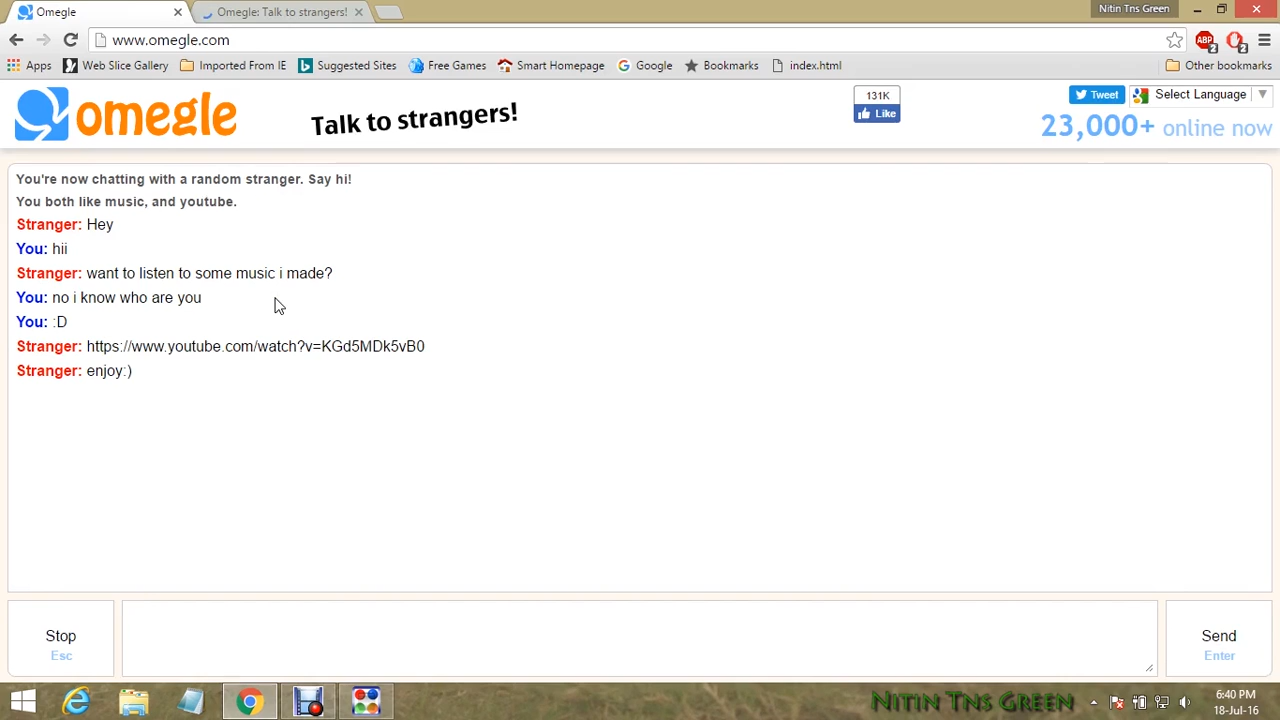 Omegle
Omegle: Talk to strangers!
Nitin Tns Green
www.omegle.com
ABP
2
2
Apps
Web Slice Gallery
Imported From IE
Suggested Sites
Free Games
Smart Homepage
Google
Bookmarks
index.html
Other bookmarks
omegle
Talk to strangers!
131K
Like
Tweet
Select Language
23,000+ online now
You're now chatting with a random stranger. Say hi!
You both like music, and youtube.
Stranger: Hey
You: hii
Stranger: want to listen to some music i made?
You: no i know who are you
You: :D
Stranger: https://www.youtube.com/watch?v=KGd5MDk5vB0
Stranger: enjoy:)
Stop
Esc
Send
Enter
Nitin Tns Green
6:40 PM
18-Jul-16